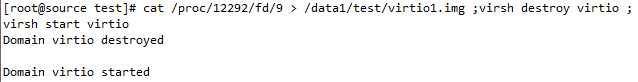 [root@source test]# cat /proc/12292/fd/9 > /data1/test/virtio1.img ;virsh destroy virtio ;
virsh start virtio
Domain virtio destroyed

Domain virtio started